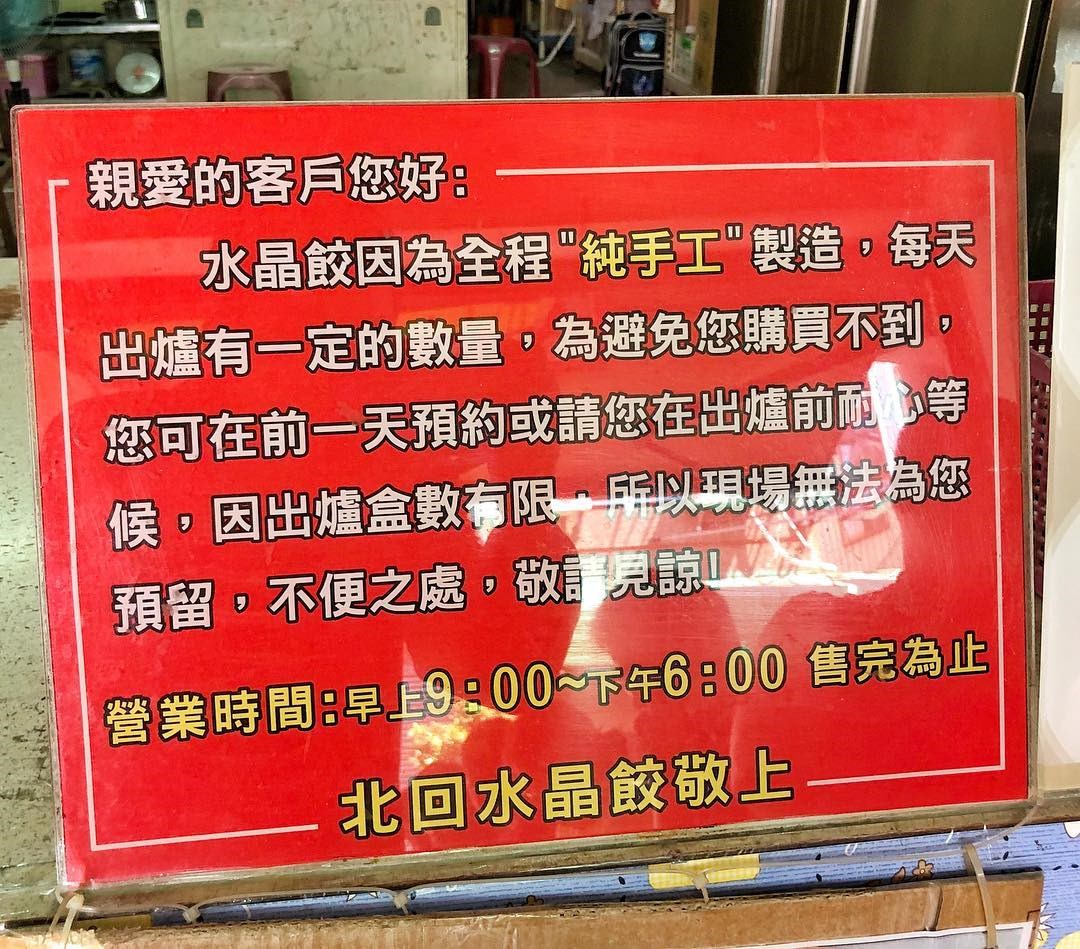 親愛的客戶您好:
水晶餃因為全程"純手工"製造，每天
出爐有一定的數量，為避免您購買不到，
您可在前一天預約或請您在出爐前耐心等
候，因出爐盒數有限，所以現場無法為您
預留，不便之處，敬請見諒!
營業時間:早上9:00~下午6:00 售完為止
北回水晶餃敬上